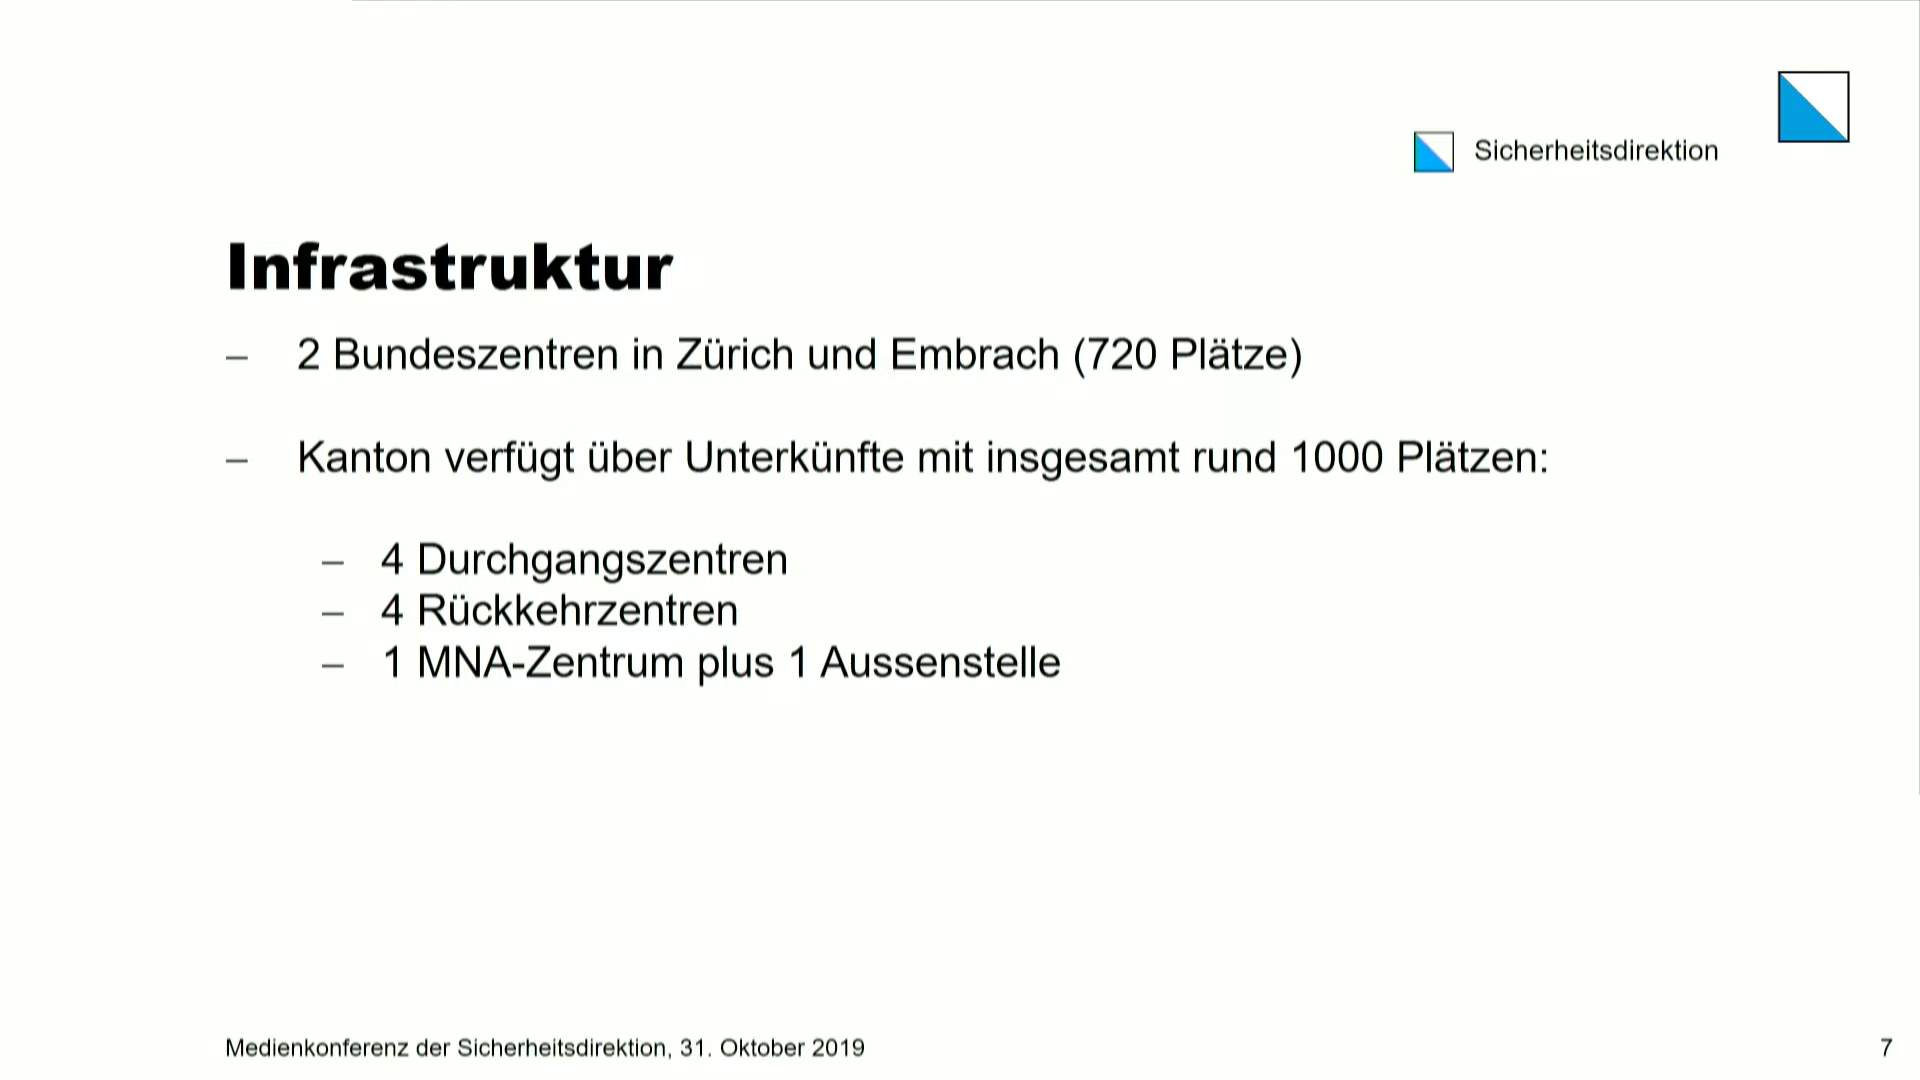 Sicherheitsdirektion
Infrastruktur
– 2 Bundeszentren in Zürich und Embrach (720 Plätze)
– Kanton verfügt über Unterkünfte mit insgesamt rund 1000 Plätzen:
– 4 Durchgangszentren
– 4 Rückkehrzentren
– 1 MNA-Zentrum plus 1 Aussenstelle
Medienkonferenz der Sicherheitsdirektion, 31. Oktober 2019
7